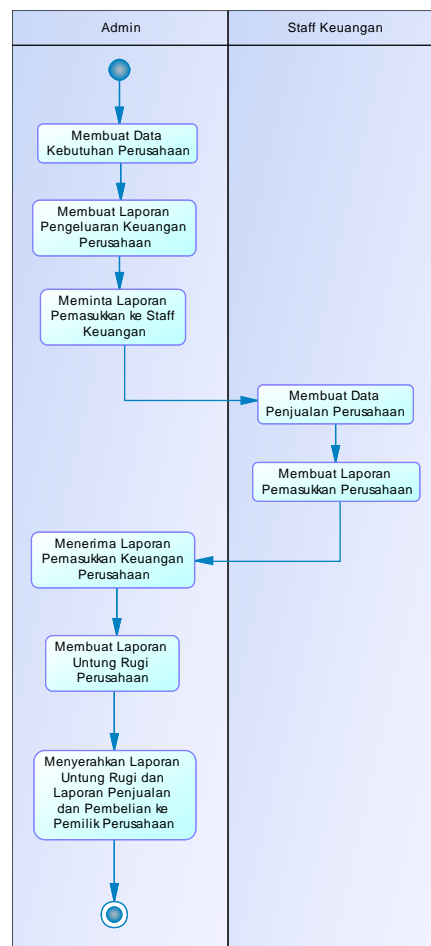 Admin
Staff Keuangan
Membuat Data
Kebutuhan Perusahaan
Membuat Laporan
Pengeluaran Keuangan
Perusahaan
Meminta Laporan
Pemasukkan ke Staff
Keuangan
Membuat Data
Penjualan Perusahaan
Membuat Laporan
Pemasukkan Perusahaan
Menerima Laporan
Pemasukkan Keuangan
Perusahaan
Membuat Laporan
Untung Rugi
Perusahaan
Menyerahkan Laporan
Untung Rugi dan
Laporan Penjualan
dan Pembelian ke
Pemilik Perusahaan